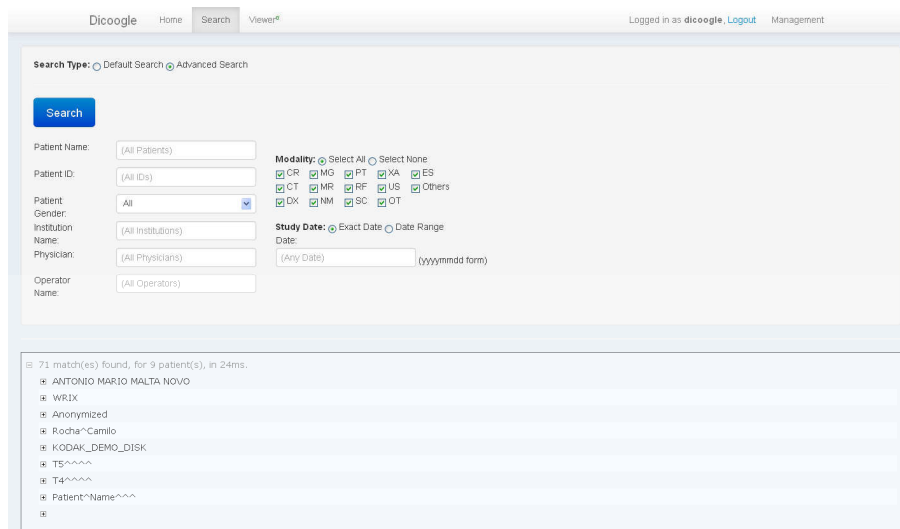 Dicoogle Home Search Viewer Logged in as dicoogle, Logout Management
Search Type: Default Search Advanced Search
Search
Patient Name: (All Patients)
Patient ID: (All IDs)
Patient Gender: All
Institution Name: (All Institutions)
Physician: (All Physicians)
Operator Name: (All Operators)
Modality: Select All Select None
CR MG PT XA ES
CT MR RF US Others
DX NM SC OT
Study Date: Exact Date Date Range
Date:
(Any Date) (yyyymmdd form)
71 match(es) found, for 9 patient(s), in 24ms.
ANTONIO MARIO MALTA NOVO
WRIX
Anonymized
Rocha^Camilo
KODAK_DEMO_DISK
T5^^^^
T4^^^^
Patient^Name^^^